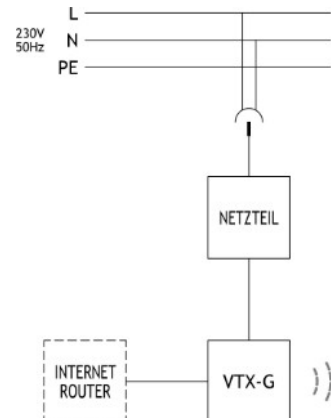 L
230V
50Hz
N
PE
NETZTEIL
INTERNET
ROUTER
VTX-G